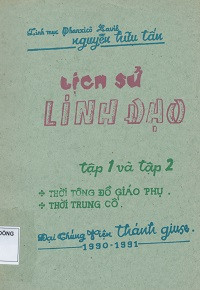 Linh mục Phanxicô Xaviê
nguyễn hữu tấn
Lịch sử
LINH ĐẠO
tập 1 và tập 2
+ THỜI TÔNG ĐỒ GIÁO PHỤ.
+ THỜI TRUNG CỔ.
Đại Chủng Viện thánh giuse.
1990-1991